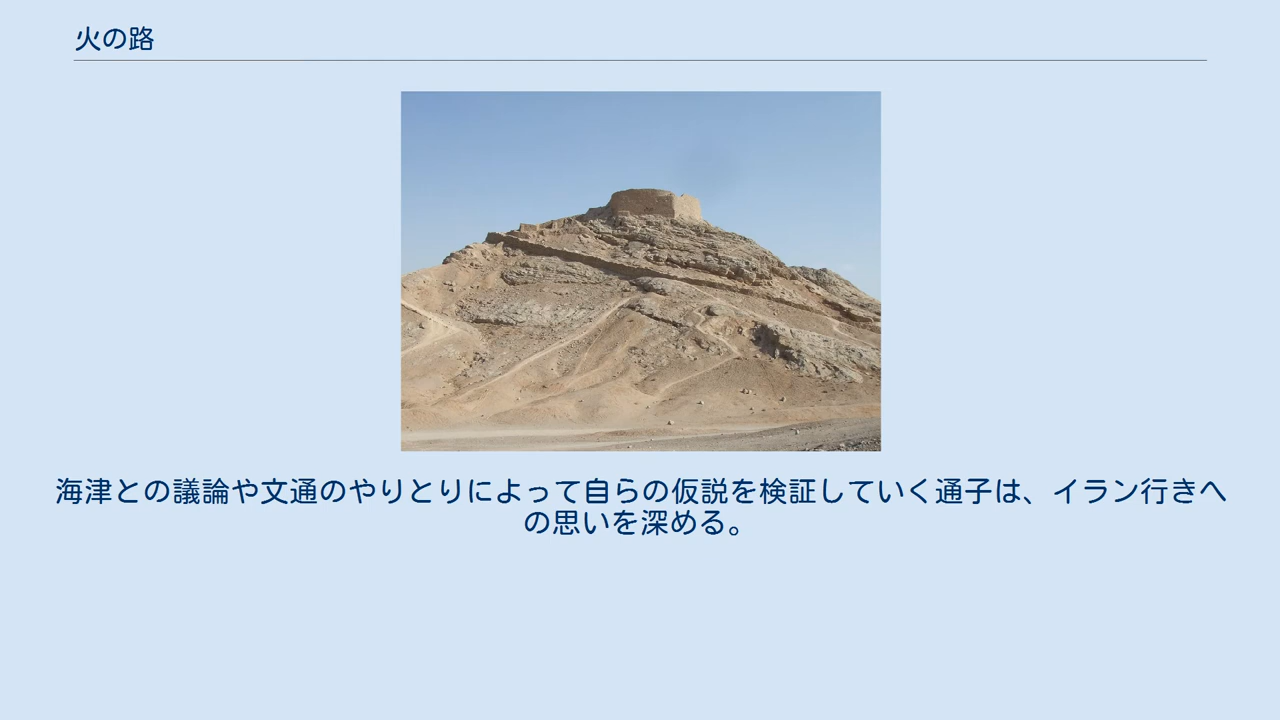 火の路
海津との議論や文通のやりとりによって自らの仮説を検証していく通子は、イラン行きへ
の思いを深める。